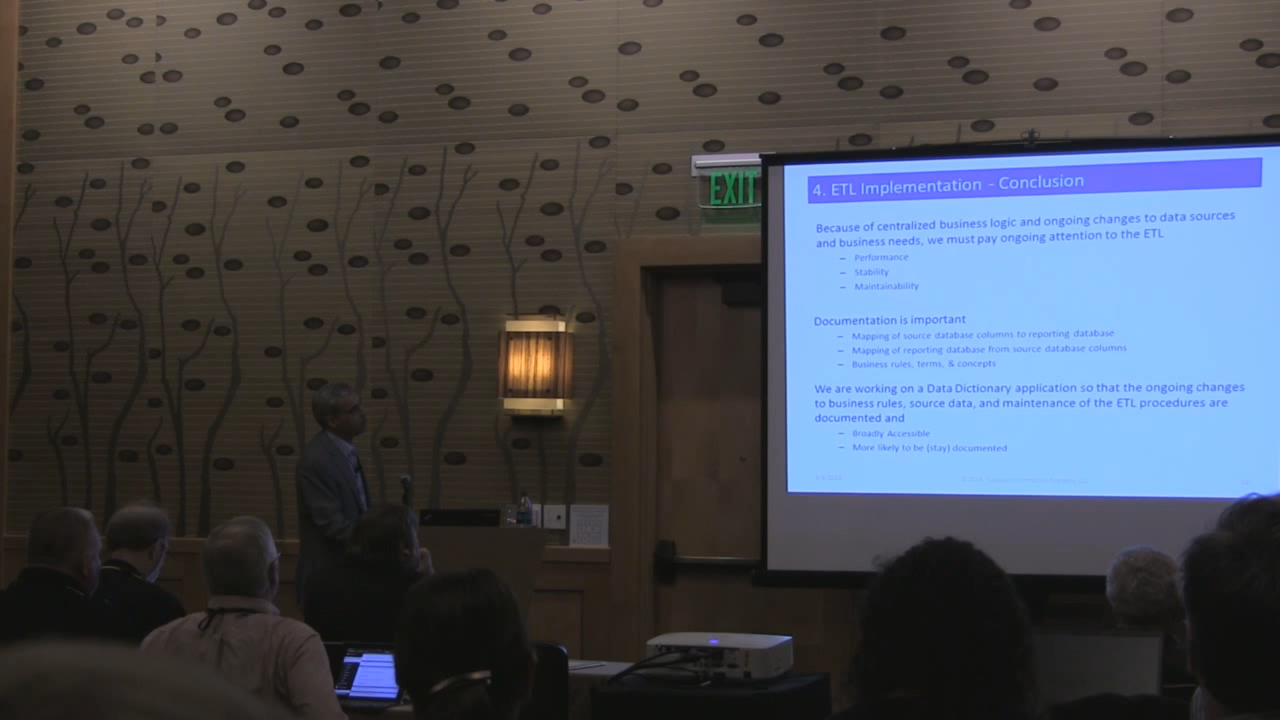 EXIT
4. ETL Implementation - Conclusion
Because of centralized business logic and ongoing changes to data sources
and business needs, we must pay ongoing attention to the ETL
– Performance
– Stability
– Maintainability
Documentation is important
– Mapping of source database columns to reporting database
– Mapping of reporting database from source database columns
– Business rules, terms, & concepts
We are working on a Data Dictionary application so that the ongoing changes
to business rules, source data, and maintenance of the ETL procedures are
documented and
– Broadly Accessible
– More likely to be (stay) documented